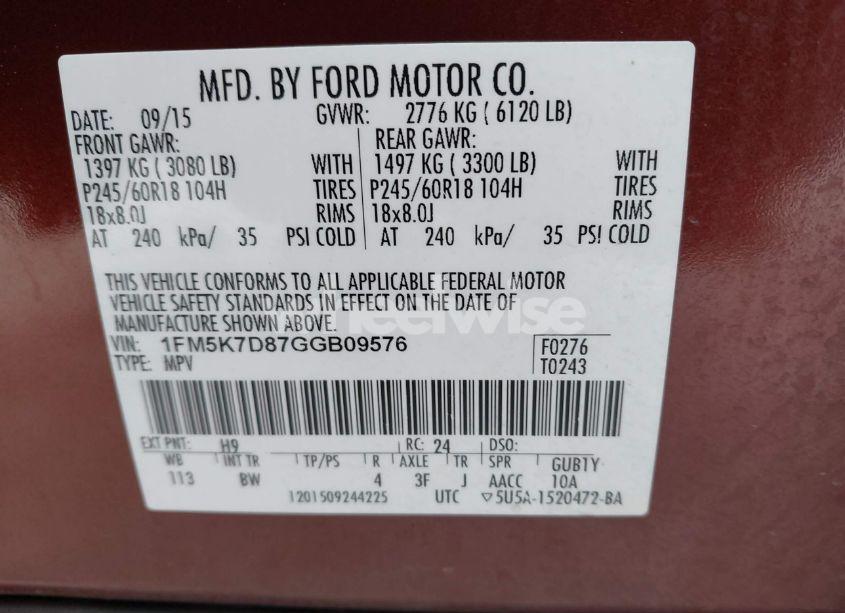 MFD. BY FORD MOTOR CO.
DATE: 09/15 GVWR: 2776 KG ( 6120 LB)
FRONT GAWR: REAR GAWR:
1397 KG ( 3080 LB) WITH 1497 KG ( 3300 LB) WITH
P245/60R18 104H TIRES P245/60R18 104H TIRES
18x8.0J RIMS 18x8.0J RIMS
AT 240 kPa/ 35 PSI COLD AT 240 kPa/ 35 PSI COLD
THIS VEHICLE CONFORMS TO ALL APPLICABLE FEDERAL MOTOR
VEHICLE SAFETY STANDARDS IN EFFECT ON THE DATE OF
MANUFACTURE SHOWN ABOVE.
VIN: 1FM5K7D87GGB09576 F0276
TYPE: MPV T0243
EXT PNT: H9 RC: 24 DSO:
WB INT TR TP/PS R AXLE TR SPR GUB1Y
113 BW 4 3F J AACC 10A
1201509244225 UTC ▽5U5A-1520472-BA